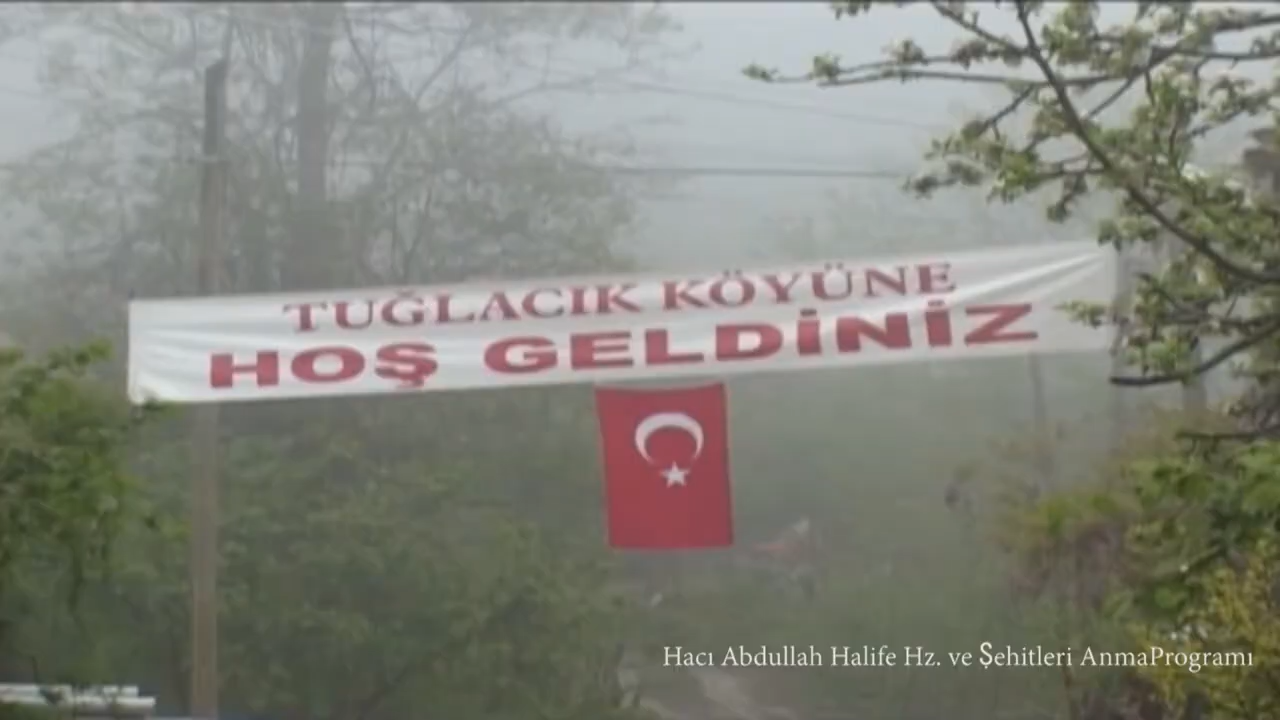 TUĞLACIK KÖYÜNE
HOŞ GELDİNİZ
Hacı Abdullah Halife Hz. ve Şehitleri AnmaProgramı